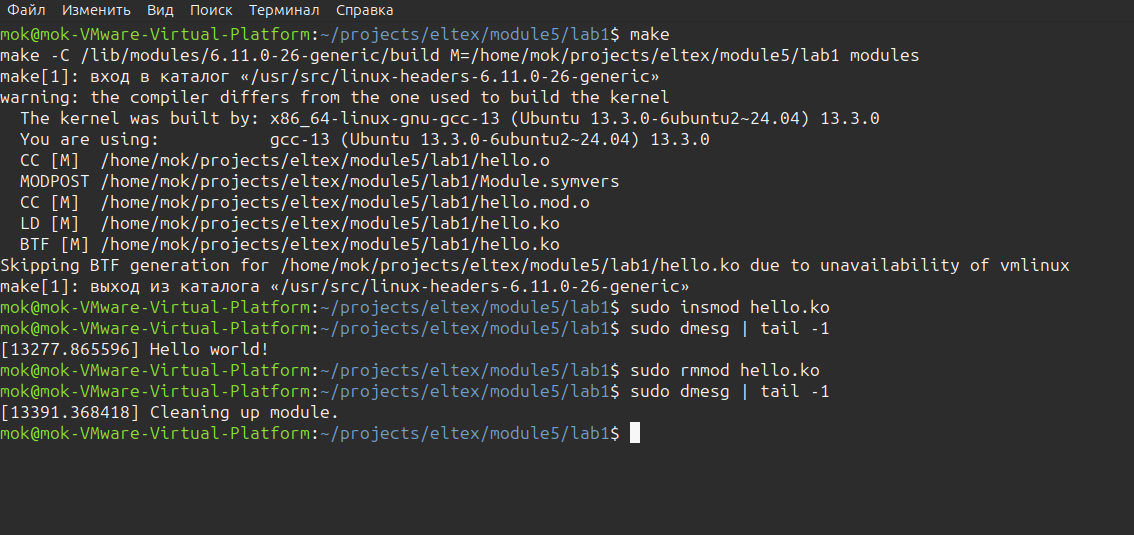 Файл Изменить Вид Поиск Терминал Справка
mok@mok-VMware-Virtual-Platform:~/projects/eltex/module5/lab1$ make
make -C /lib/modules/6.11.0-26-generic/build M=/home/mok/projects/eltex/module5/lab1 modules
make[1]: вход в каталог «/usr/src/linux-headers-6.11.0-26-generic»
warning: the compiler differs from the one used to build the kernel
  The kernel was built by: x86_64-linux-gnu-gcc-13 (Ubuntu 13.3.0-6ubuntu2~24.04) 13.3.0
  You are using:           gcc-13 (Ubuntu 13.3.0-6ubuntu2~24.04) 13.3.0
  CC [M]  /home/mok/projects/eltex/module5/lab1/hello.o
  MODPOST /home/mok/projects/eltex/module5/lab1/Module.symvers
  CC [M]  /home/mok/projects/eltex/module5/lab1/hello.mod.o
  LD [M]  /home/mok/projects/eltex/module5/lab1/hello.ko
  BTF [M] /home/mok/projects/eltex/module5/lab1/hello.ko
Skipping BTF generation for /home/mok/projects/eltex/module5/lab1/hello.ko due to unavailability of vmlinux
make[1]: выход из каталога «/usr/src/linux-headers-6.11.0-26-generic»
mok@mok-VMware-Virtual-Platform:~/projects/eltex/module5/lab1$ sudo insmod hello.ko
mok@mok-VMware-Virtual-Platform:~/projects/eltex/module5/lab1$ sudo dmesg | tail -1
[13277.865596] Hello world!
mok@mok-VMware-Virtual-Platform:~/projects/eltex/module5/lab1$ sudo rmmod hello.ko
mok@mok-VMware-Virtual-Platform:~/projects/eltex/module5/lab1$ sudo dmesg | tail -1
[13391.368418] Cleaning up module.
mok@mok-VMware-Virtual-Platform:~/projects/eltex/module5/lab1$